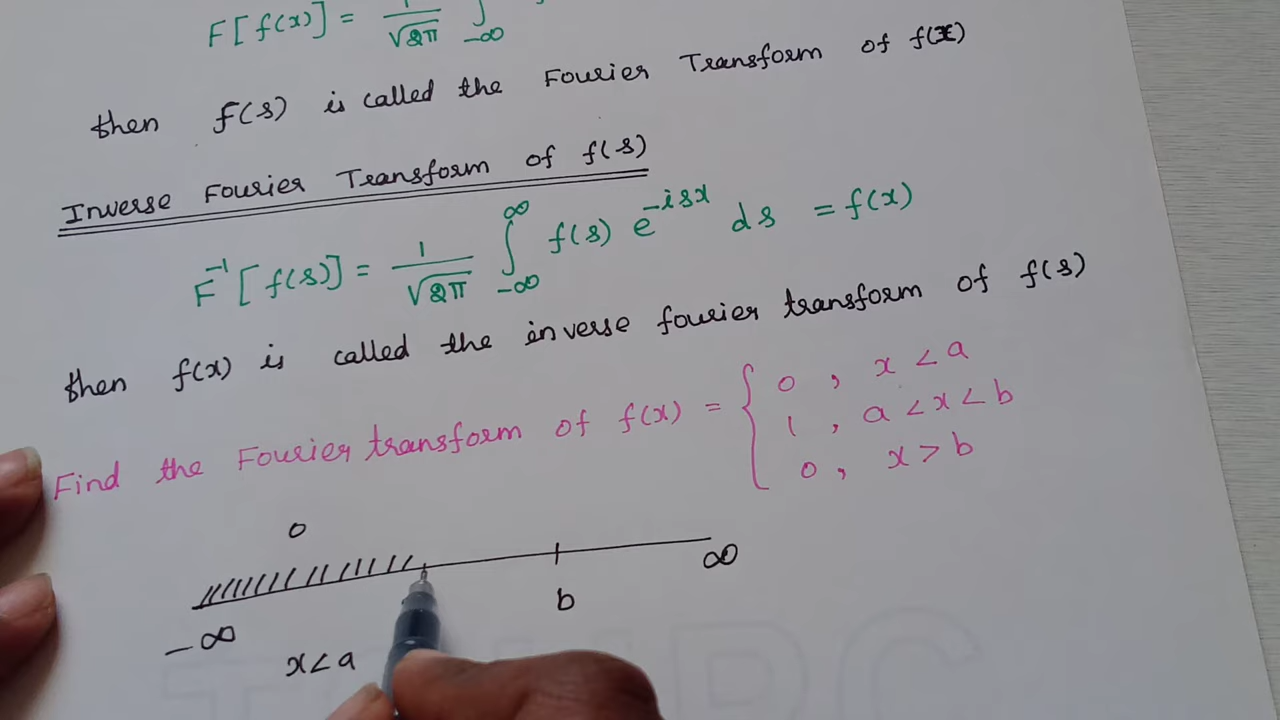 F[f(x)] = 1/√2π ∫ -∞
then f(s) is called the Fourier Transform of f(x)
Inverse Fourier Transform of f(s)
F⁻¹[f(s)] = 1/√2π ∫_{-∞}^{∞} f(s) e^{-isx} ds = f(x)
then f(x) is called the inverse fourier transform of f(s)
Find the Fourier transform of f(x) = { 0, x < a
1, a < x < b
0, x > b
0
-∞ b ∞
x < a